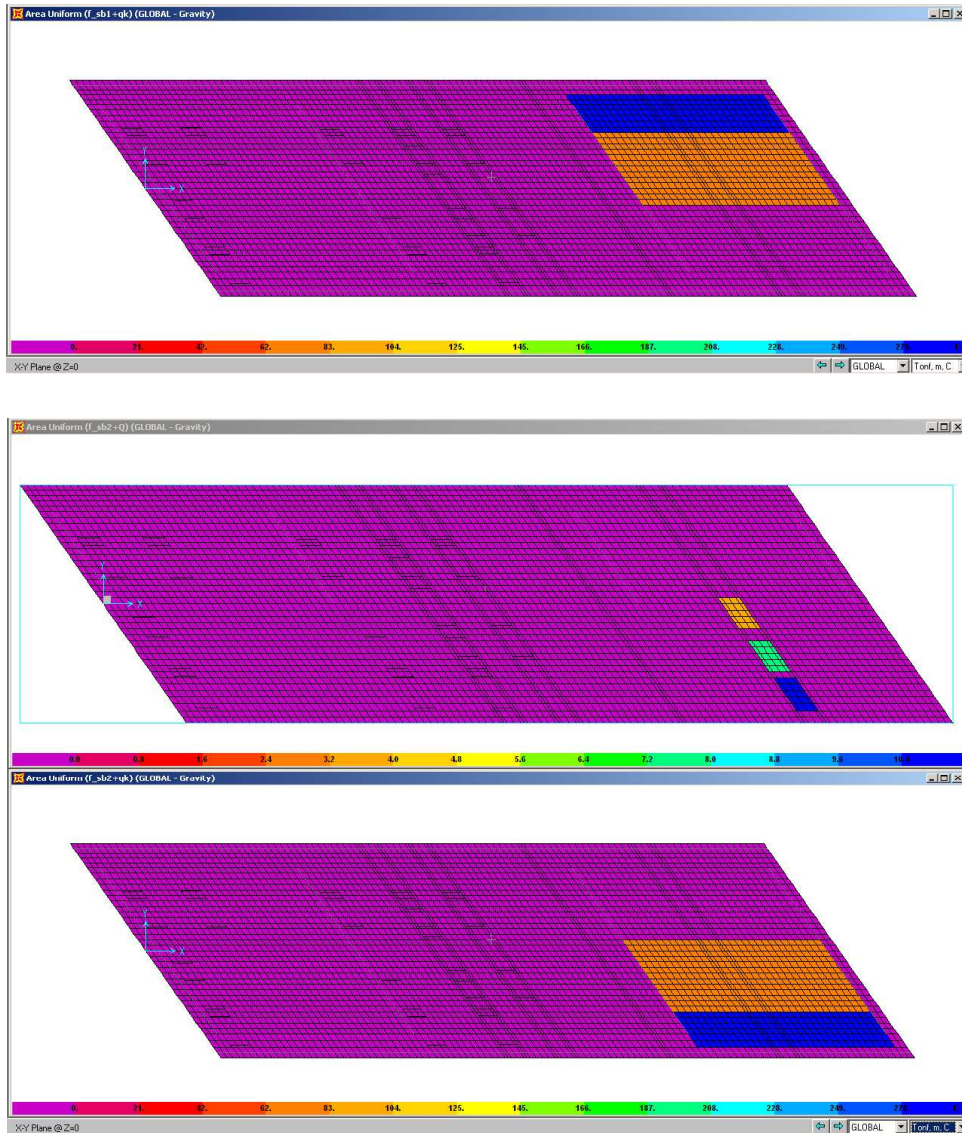 Area Uniform (f_sb1+qk) (GLOBAL - Gravity)
Y
X
0. 21. 42. 62. 83. 104. 125. 145. 166. 187. 208. 228. 249.
X-Y Plane @ Z=0 GLOBAL Tonf, m, C
Area Uniform (f_sb2+Q) (GLOBAL - Gravity)
Y
X
0.0 0.8 1.6 2.4 3.2 4.0 4.8 5.6 6.4 7.2 8.0 8.8 9.6
Area Uniform (f_sb2+qk) (GLOBAL - Gravity)
Y
X
0. 21. 42. 62. 83. 104. 125. 145. 166. 187. 208. 228. 249.
X-Y Plane @ Z=0 GLOBAL Tonf, m, C